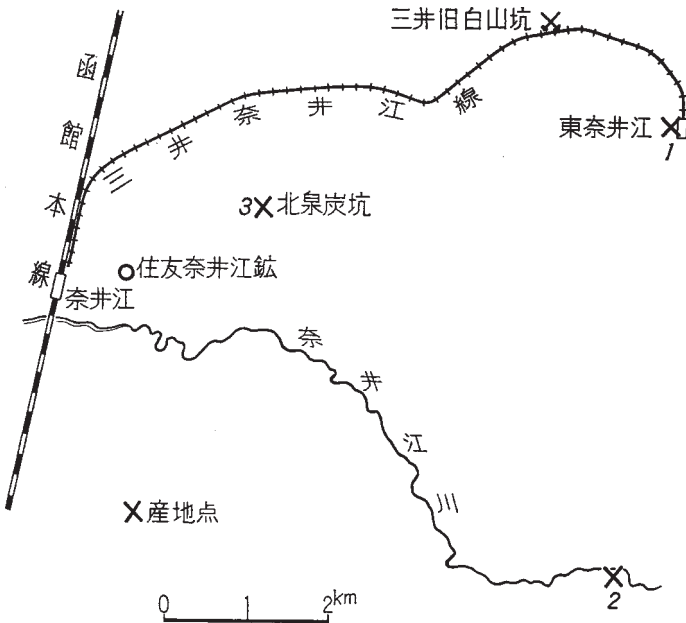 三井旧白山坑
函館本線
三井奈井江線
東奈井江
1
3 北泉炭坑
住友奈井江鉱
奈井江
奈井江川
産地点
2
0 1 2km